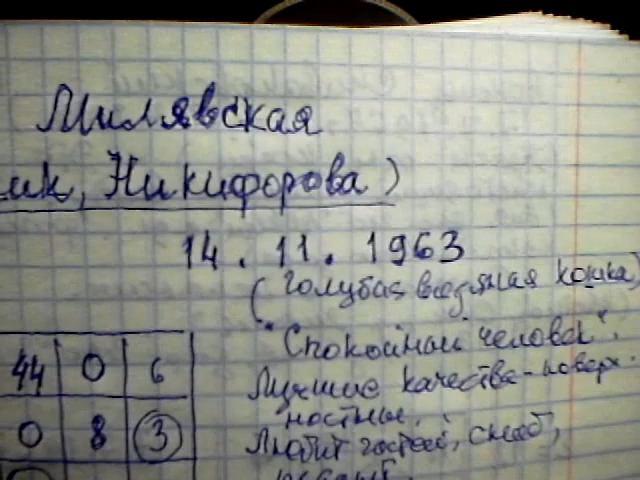 Милявская
ик, Никифорова)
14. 11. 1963
(Голубая водяная кошка)
"Спокойный человек".
44 0 6
Лучшие качества - поверх-
ностные.
0 8 3
Любит гостей,